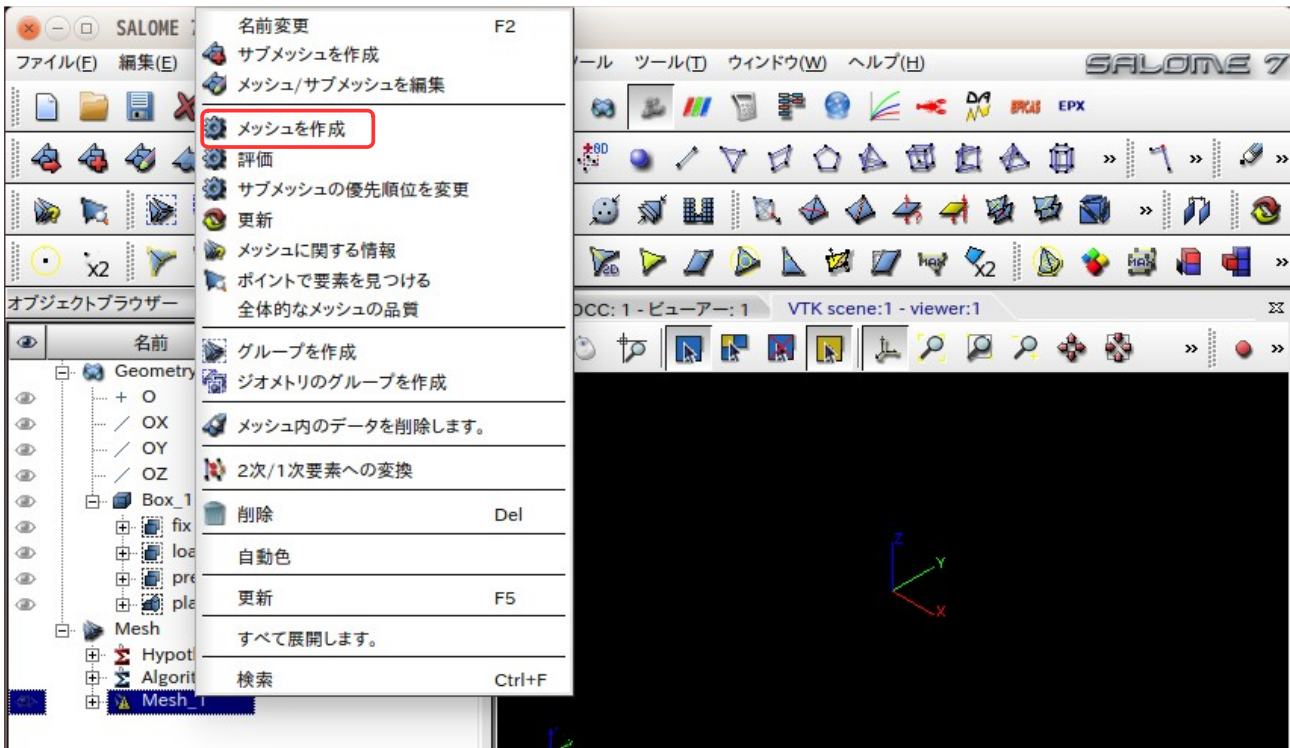 SALOME 7
ファイル(F) 編集(E)
ツール(T) ウィンドウ(W) ヘルプ(H)
SALOME 7
名前変更 F2
サブメッシュを作成
メッシュ/サブメッシュを編集
メッシュを作成
評価
サブメッシュの優先順位を変更
更新
メッシュに関する情報
ポイントで要素を見つける
全体的なメッシュの品質
グループを作成
ジオメトリのグループを作成
メッシュ内のデータを削除します。
2次/1次要素への変換
削除 Del
自動色
更新 F5
すべて展開します。
検索 Ctrl+F
EPX
x2
2D
x2
オブジェクトブラウザー
OCC: 1 - ビューアー: 1 VTK scene:1 - viewer:1
名前
Geometry
O
OX
OY
OZ
Box_1
fix
Mesh
Mesh_1
Z
Y
X